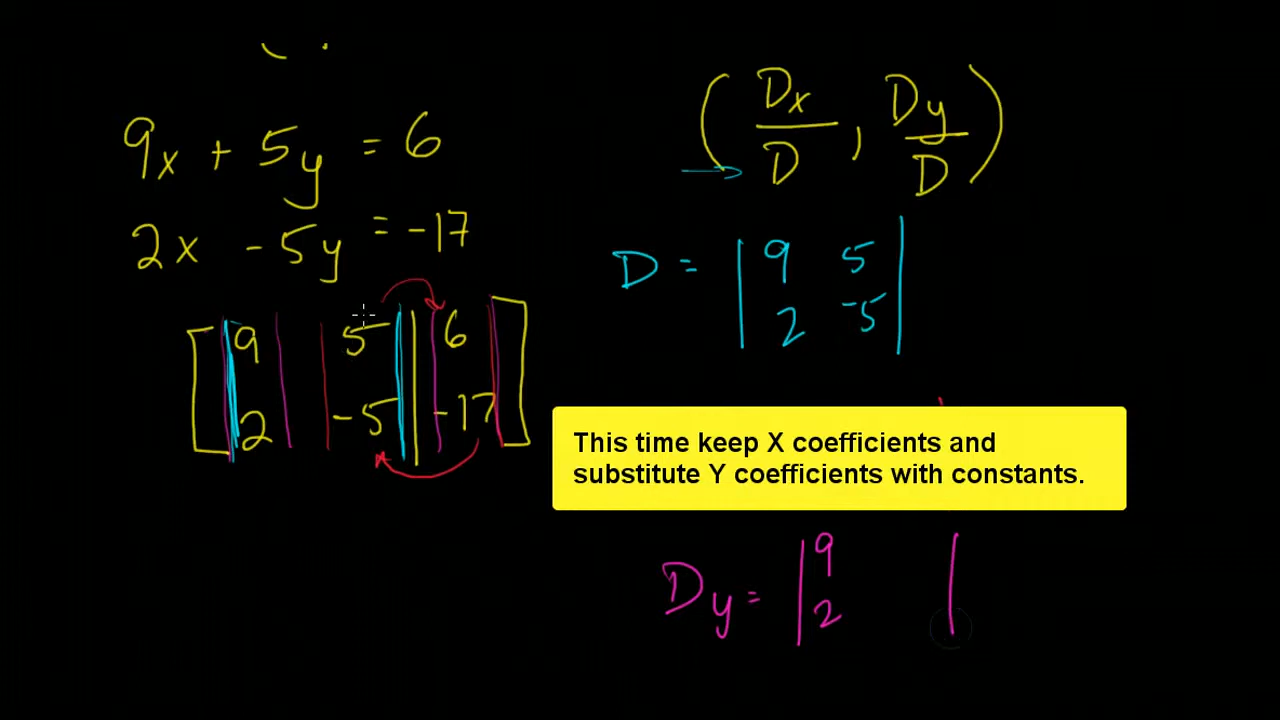 9x + 5y = 6
2x - 5y = -17
9 5 6
2 -5 -17
( Dx/D , Dy/D )
D = | 9 5 |
| 2 -5 |
This time keep X coefficients and
substitute Y coefficients with constants.
Dy = | 9 |
| 2 |